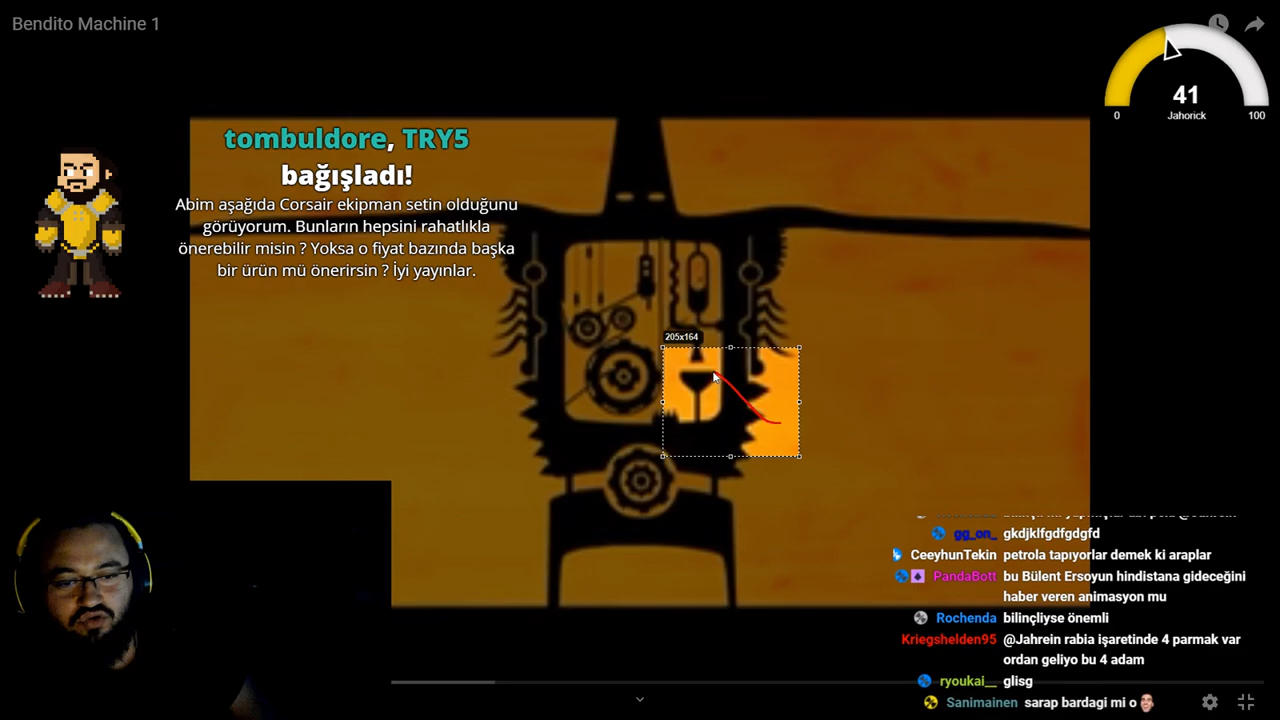 Bendito Machine 1
41
0 Jahorick 100
tombuldore, TRY5
bağışladı!
Abim aşağıda Corsair ekipman setin olduğunu
görüyorum. Bunların hepsini rahatlıkla
önerebilir misin ? Yoksa o fiyat bazında başka
bir ürün mü önerirsin ? İyi yayınlar.
205x164
gg_on_ gkdjklfgdfgdgfd
CeeyhunTekin petrola tapıyorlar demek ki araplar
PandaBott bu Bülent Ersoyun hindistana gideceğini
haber veren animasyon mu
Rochenda bilinçliyse önemli
Kriegshelden95 @Jahrein rabia işaretinde 4 parmak var
ordan geliyo bu 4 adam
ryoukai__ glisg
Sanimainen sarap bardagi mi o